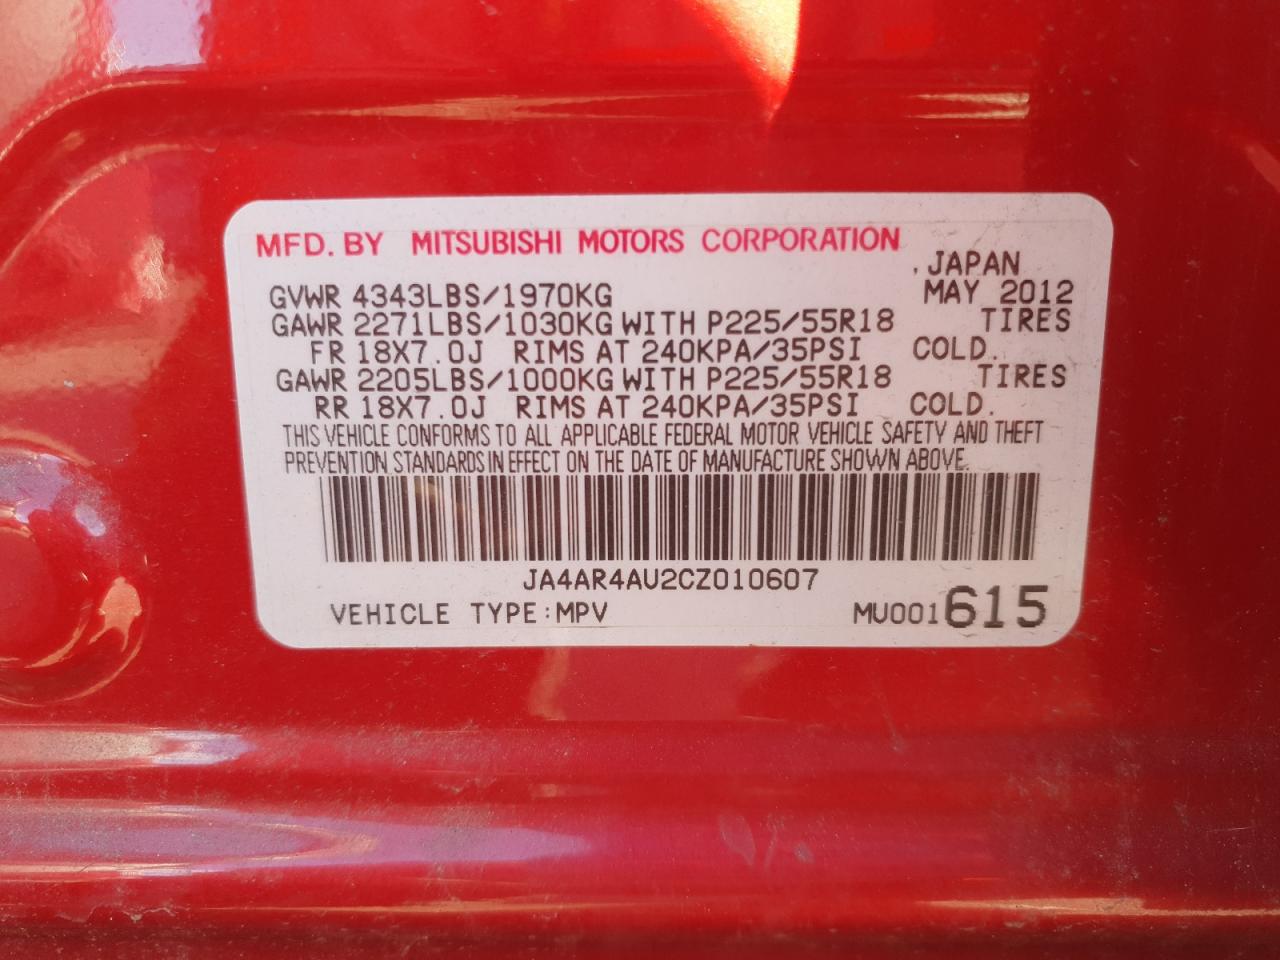 MFD. BY MITSUBISHI MOTORS CORPORATION
.JAPAN
GVWR 4343LBS/1970KG MAY 2012
GAWR 2271LBS/1030KG WITH P225/55R18 TIRES
FR 18X7.0J RIMS AT 240KPA/35PSI COLD.
GAWR 2205LBS/1000KG WITH P225/55R18 TIRES
RR 18X7.0J RIMS AT 240KPA/35PSI COLD.
THIS VEHICLE CONFORMS TO ALL APPLICABLE FEDERAL MOTOR VEHICLE SAFETY AND THEFT
PREVENTION STANDARDS IN EFFECT ON THE DATE OF MANUFACTURE SHOWN ABOVE.
JA4AR4AU2CZ010607
VEHICLE TYPE:MPV MU001615